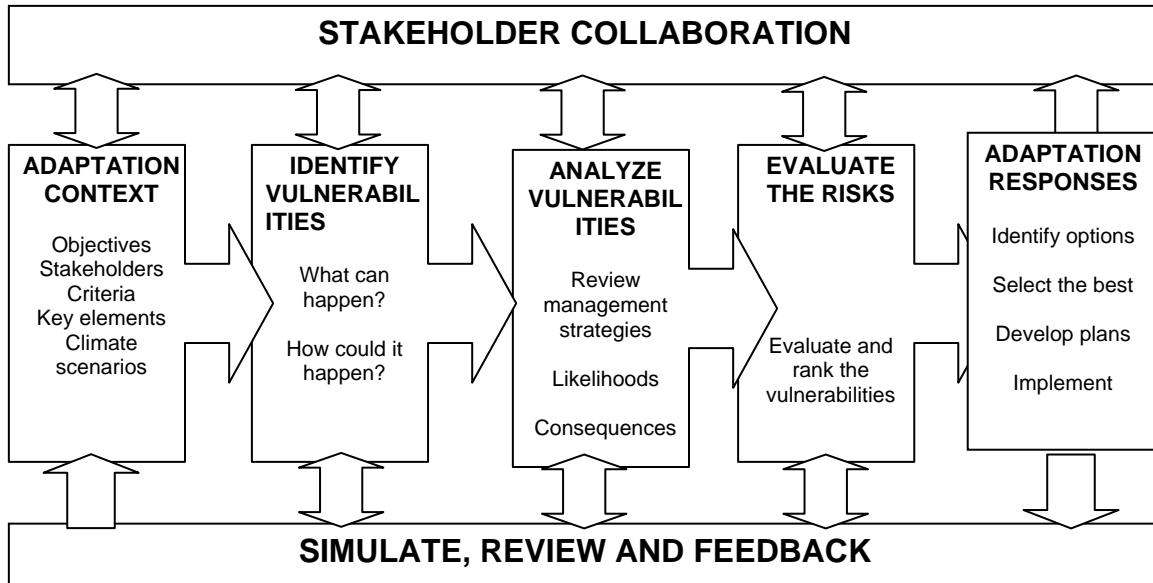 STAKEHOLDER COLLABORATION
ADAPTATION
CONTEXT
Objectives
Stakeholders
Criteria
Key elements
Climate
scenarios
IDENTIFY
VULNERABIL
ITIES
What can
happen?
How could it
happen?
ANALYZE
VULNERABIL
ITIES
Review
management
strategies
Likelihoods
Consequences
EVALUATE
THE RISKS
Evaluate and
rank the
vulnerabilities
ADAPTATION
RESPONSES
Identify options
Select the best
Develop plans
Implement
SIMULATE, REVIEW AND FEEDBACK